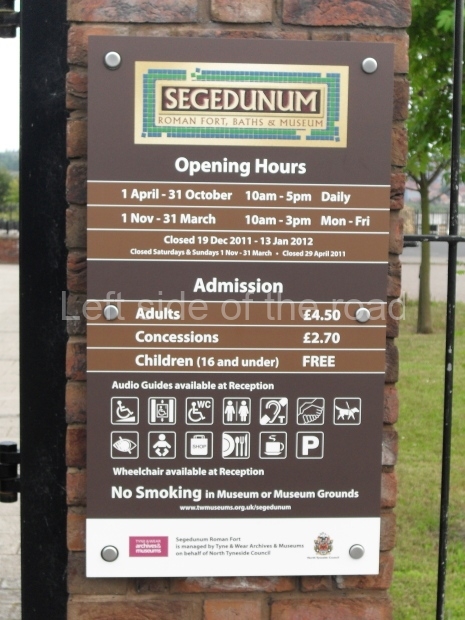 SEGEDUNUM
ROMAN FORT, BATHS & MUSEUM
Opening Hours
1 April - 31 October 10am - 5pm Daily
1 Nov - 31 March 10am - 3pm Mon - Fri
Closed 19 Dec 2011 - 13 Jan 2012
Closed Saturdays & Sundays 1 Nov - 31 March • Closed 29 April 2011
Admission
Left side of the road
Adults £4.50
Concessions £2.70
Children (16 and under) FREE
Audio Guides available at Reception
WC
T
SHOP
P
Wheelchair available at Reception
No Smoking in Museum or Museum Grounds
www.twmuseums.org.uk/segedunum
tyne & wear
archives &
museums
Segedunum Roman Fort
is managed by Tyne & Wear Archives & Museums
on behalf of North Tyneside Council